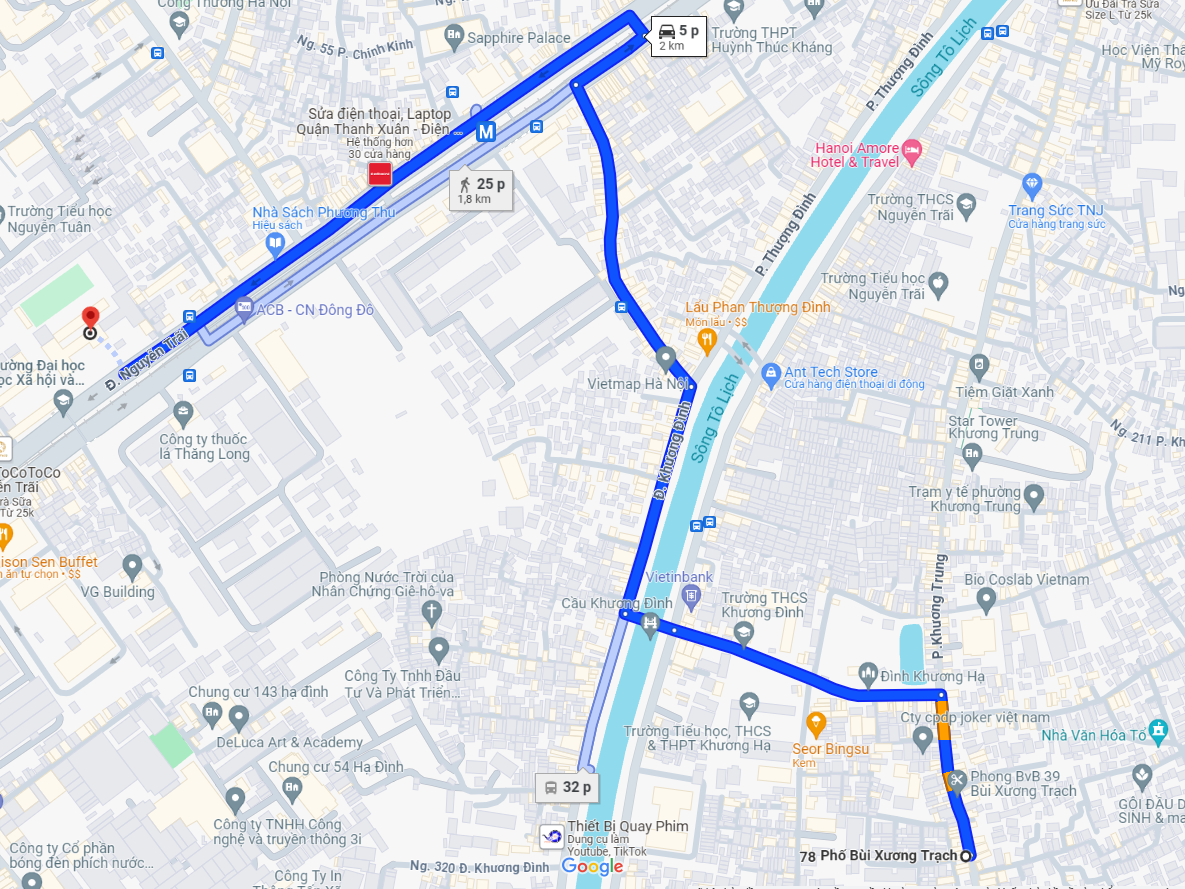 Cộng Thương Hà Nội
Ng. 55 P. Chính Kinh
Sapphire Palace
5 p
2 km
Trường THPT
Huỳnh Thúc Kháng
P. Thượng Đình
Sông Tô Lịch
Ưu Đãi Trà Sữa
Size L Từ 25k
Học Viện Thẩ
Mỹ Roy
Sửa điện thoại, Laptop
Quận Thanh Xuân - Điện
Hệ thống hơn
30 cửa hàng
M
Hanoi Amore
Hotel & Travel
25 p
1,8 km
Trường THCS
Nguyễn Trãi
Trang Sức TNJ
Cửa hàng trang sức
Trường Tiểu học
Nguyễn Tuân
Nhà Sách Phương Thu
Hiệu sách
P. Thượng Đình
Trường Tiểu học
Nguyễn Trãi
Ng
ACB - CN Đông Đô
Lẩu Phan Thượng Đình
Món lẩu • $$
Đ. Nguyễn Trãi
ường Đại học
ọc Xã hội và...
Vietmap Hà Nội
Ant Tech Store
Cửa hàng điện thoại di động
Tiệm Giặt Xanh
Sông Tô Lịch
Đ. Khương Đình
Star Tower
Khương Trung
Ng. 211 P. Kh
Công ty thuốc
lá Thăng Long
ToCoToCo
ễn Trãi
rà Sữa
Từ 25k
Trạm y tế phường
Khương Trung
ison Sen Buffet
n ăn tự chọn • $$
VG Building
Phòng Nước Trời của
Nhân Chứng Giê-hô-va
Vietinbank
Cầu Khương Đình
Trường THCS
Khương Đình
P. Khương Trung
Bio Coslab Vietnam
Công Ty Tnhh Đầu
Tư Và Phát Triển...
Đình Khương Hạ
Chung cư 143 hạ đình
DeLuca Art & Academy
Trường Tiểu học, THCS
& THPT Khương Hạ
Cty cpdp joker việt nam
Seor Bingsu
Kem
Nhà Văn Hóa Tổ
Chung cư 54 Hạ Đình
32 p
Phong BvB 39
Bùi Xương Trạch
GỘI ĐẦU D
SINH & ma
Công ty TNHH Công
nghệ và truyền thông 3i
Thiết Bị Quay Phim
Dụng cụ làm
Youtube, TikTok
Công ty Cổ phần
bóng đèn phích nước...
Ng. 320 Đ. Khương Đình
Google
78 Phố Bùi Xương Trạch
Công Ty In